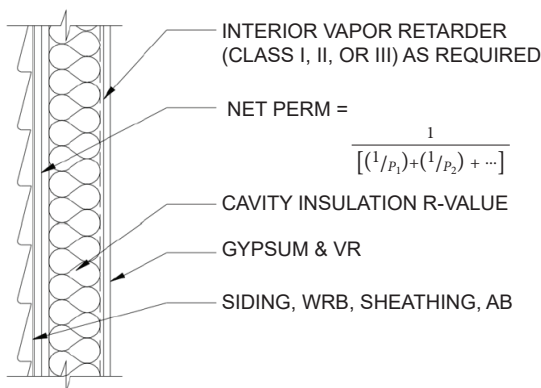 INTERIOR VAPOR RETARDER
(CLASS I, II, OR III) AS REQUIRED
NET PERM =
1
[(1/P1)+(1/P2) + ···]
CAVITY INSULATION R-VALUE
GYPSUM & VR
SIDING, WRB, SHEATHING, AB